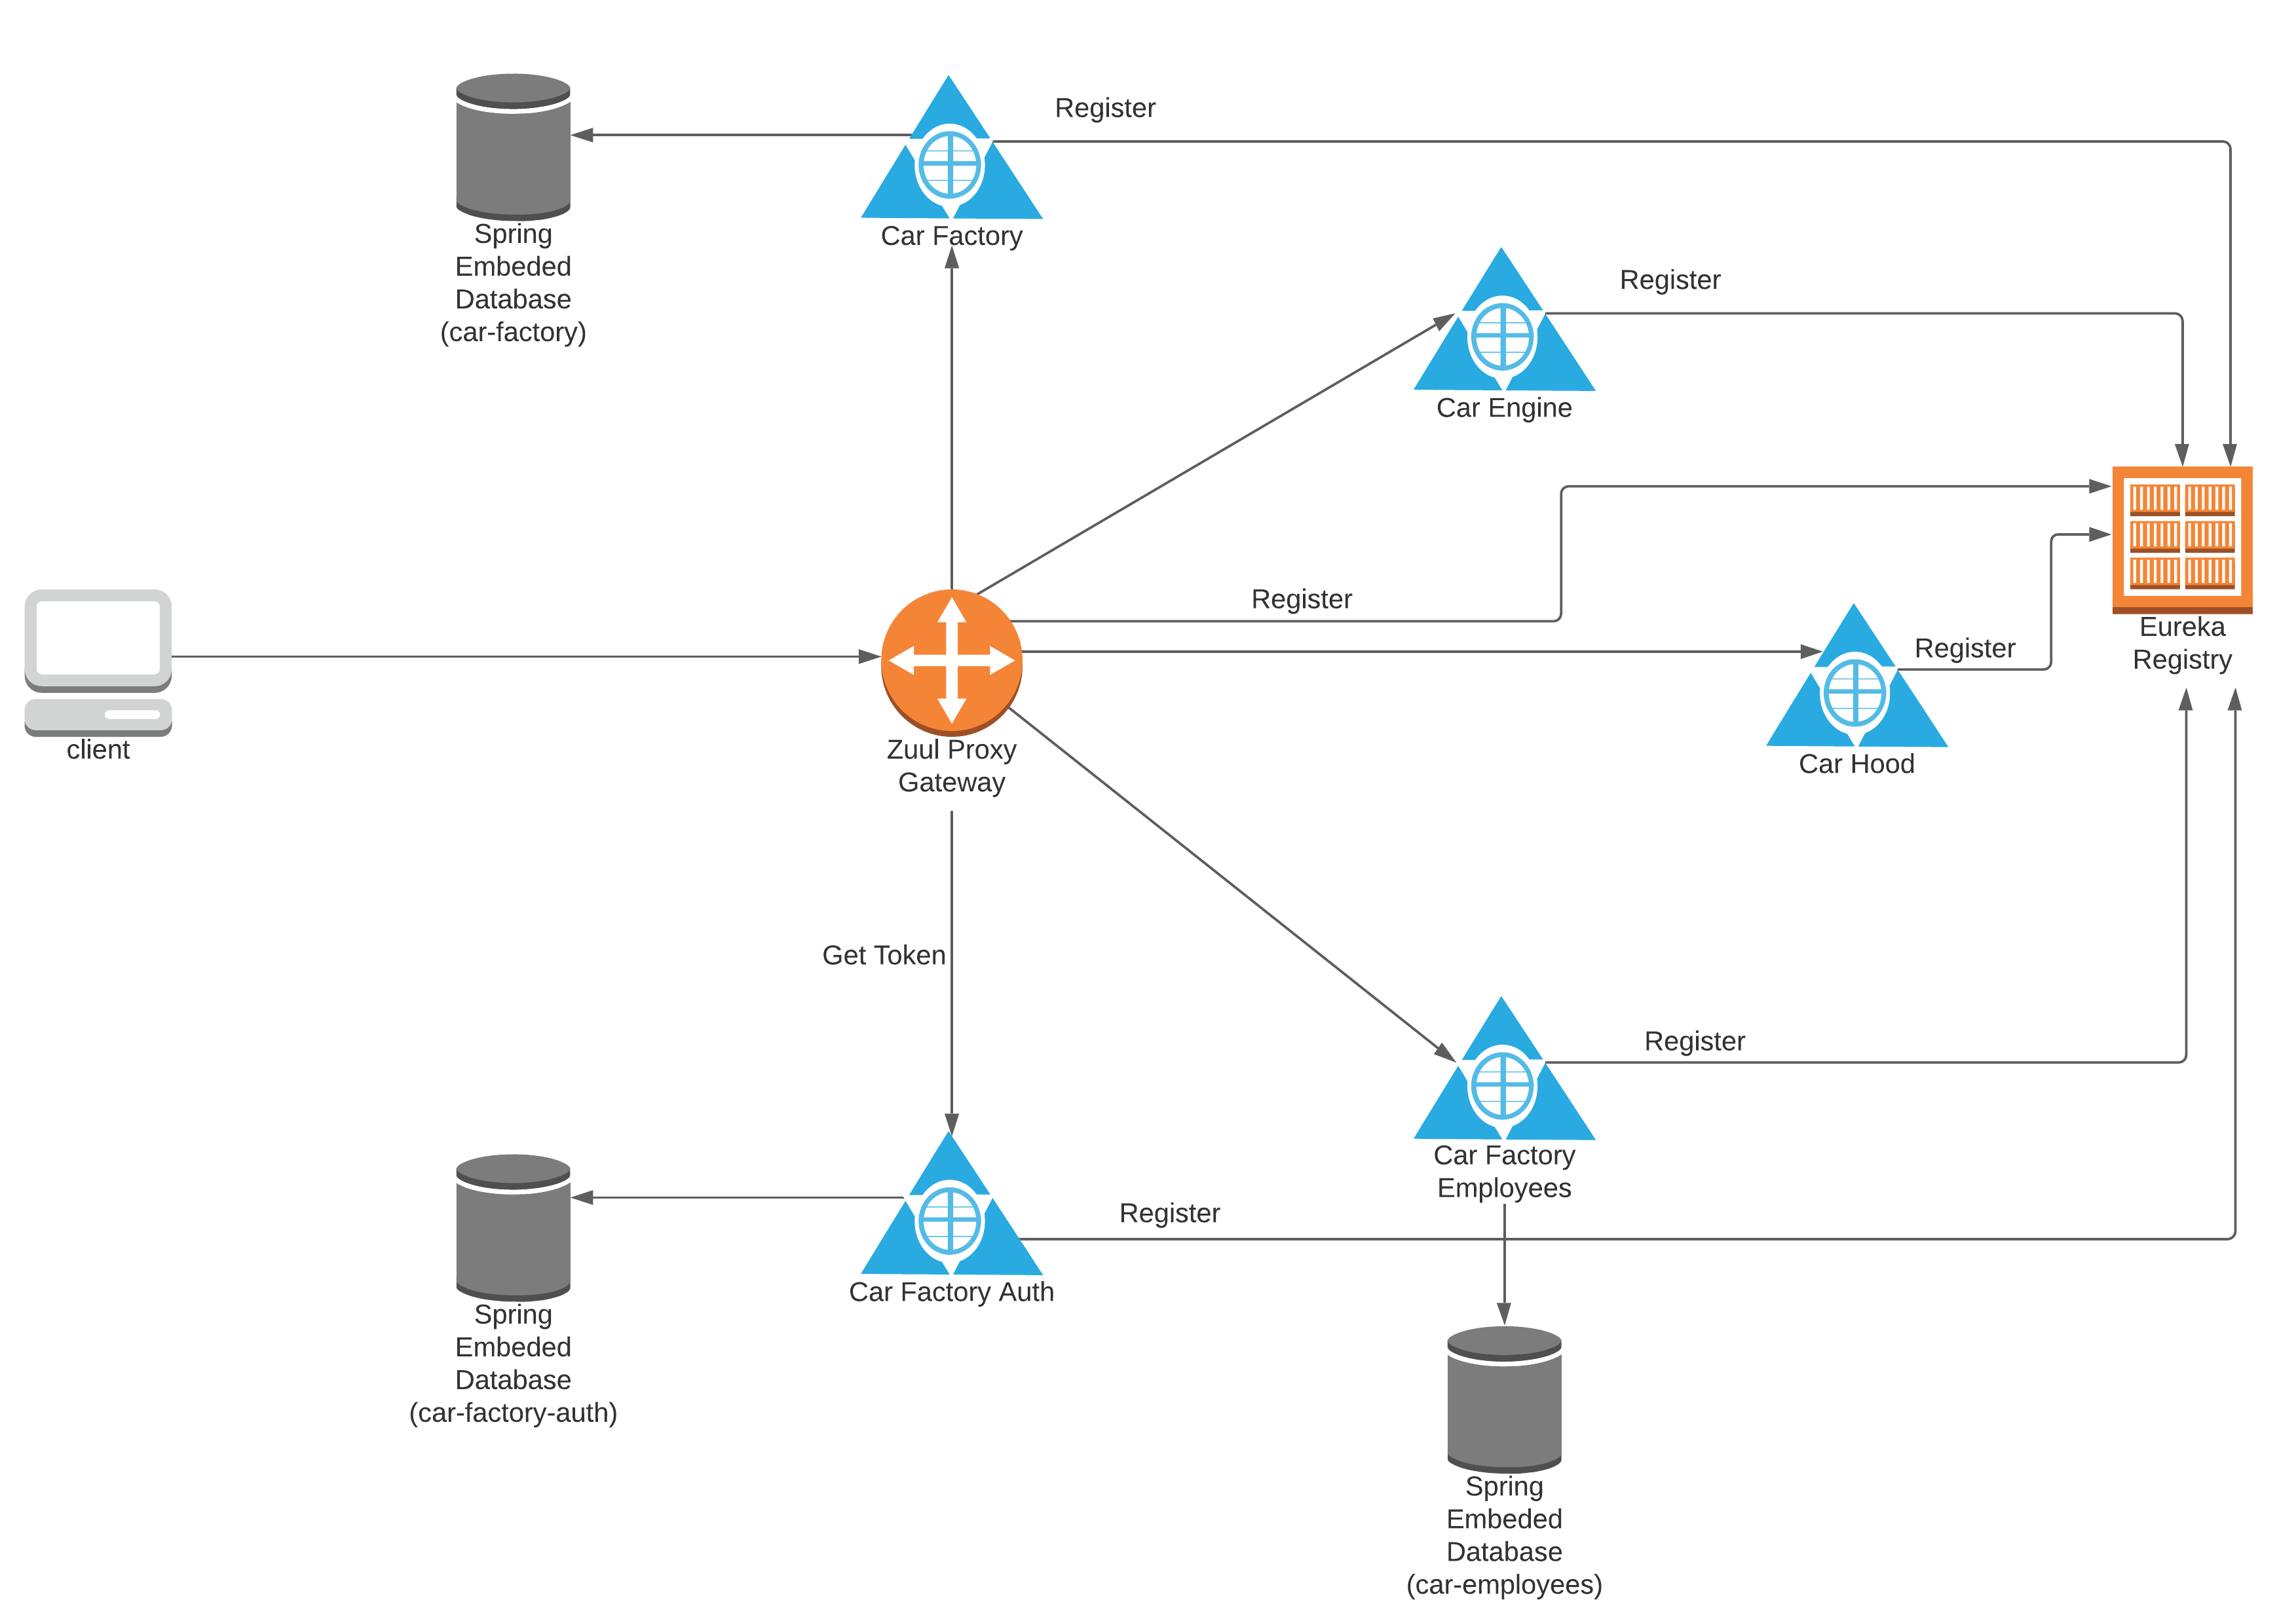 Register
Spring
Embeded
Database
(car-factory)
Car Factory
Register
Car Engine
Register
Eureka
Registry
Register
Car Hood
client
Zuul Proxy
Gateway
Get Token
Register
Car Factory
Employees
Register
Car Factory Auth
Spring
Embeded
Database
(car-factory-auth)
Spring
Embeded
Database
(car-employees)